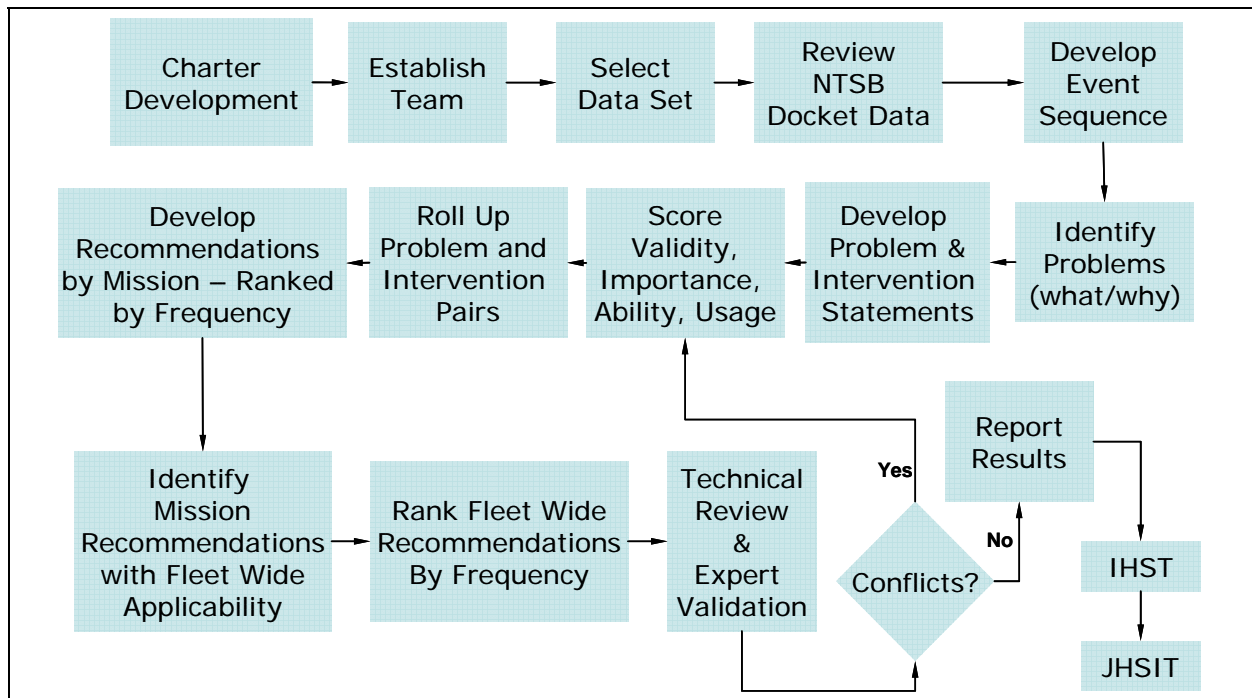 Charter
Development
Establish
Team
Select
Data Set
Review
NTSB
Docket Data
Develop
Event
Sequence
Identify
Problems
(what/why)
Develop
Problem &
Intervention
Statements
Score
Validity,
Importance,
Ability, Usage
Roll Up
Problem and
Intervention
Pairs
Develop
Recommendations
by Mission – Ranked
by Frequency
Identify
Mission
Recommendations
with Fleet Wide
Applicability
Rank Fleet Wide
Recommendations
By Frequency
Technical
Review
&
Expert
Validation
Conflicts?
Yes
No
Report
Results
IHST
JHSIT